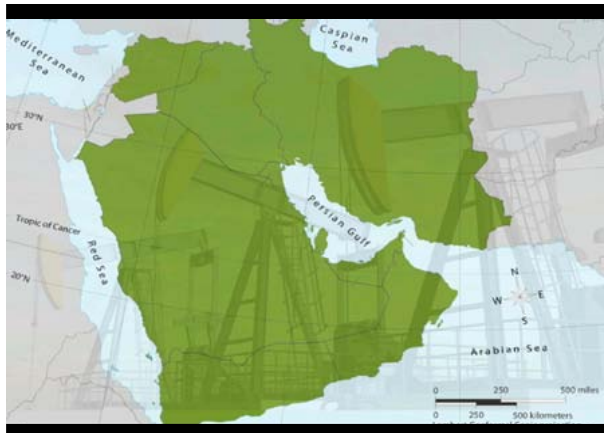 Mediterranean
Sea
Caspian
Sea
30°N
30°E
Persian Gulf
Tropic of Cancer
Red Sea
20°N
N
W
E
S
Arabian Sea
0
250
500 miles
0
250
500 kilometers